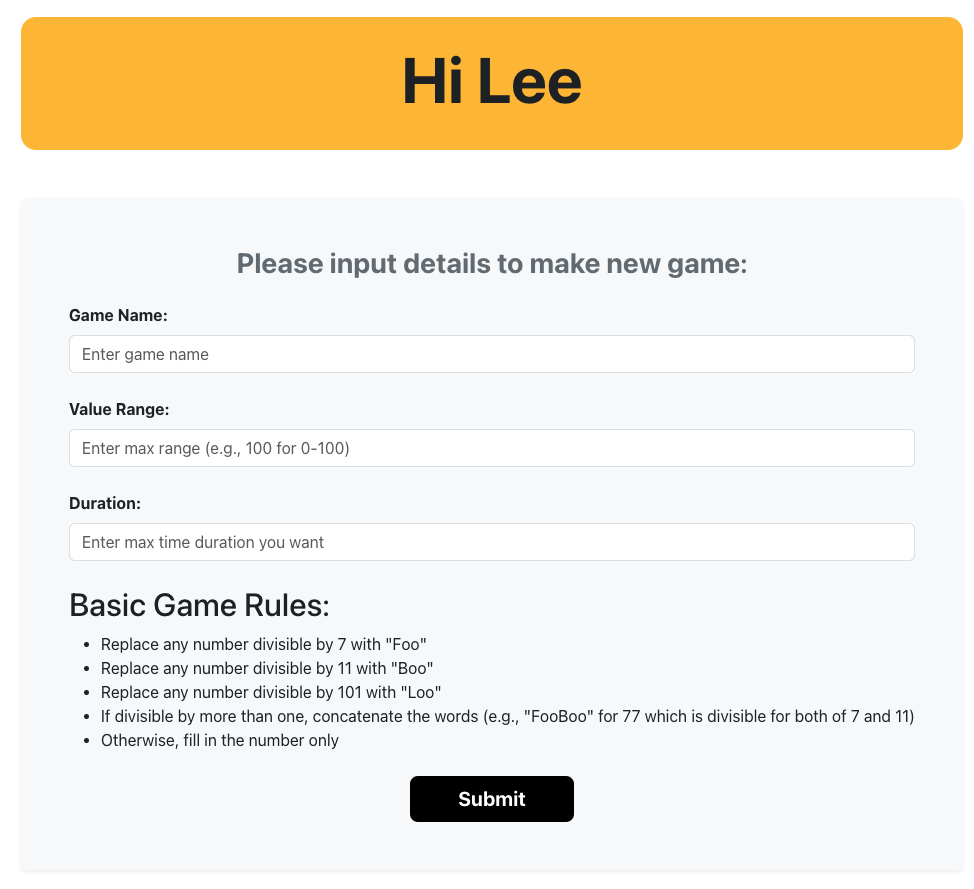 Hi Lee
Please input details to make new game:
Game Name:
Enter game name
Value Range:
Enter max range (e.g., 100 for 0-100)
Duration:
Enter max time duration you want
Basic Game Rules:
• Replace any number divisible by 7 with "Foo"
• Replace any number divisible by 11 with "Boo"
• Replace any number divisible by 101 with "Loo"
• If divisible by more than one, concatenate the words (e.g., "FooBoo" for 77 which is divisible for both of 7 and 11)
• Otherwise, fill in the number only
Submit